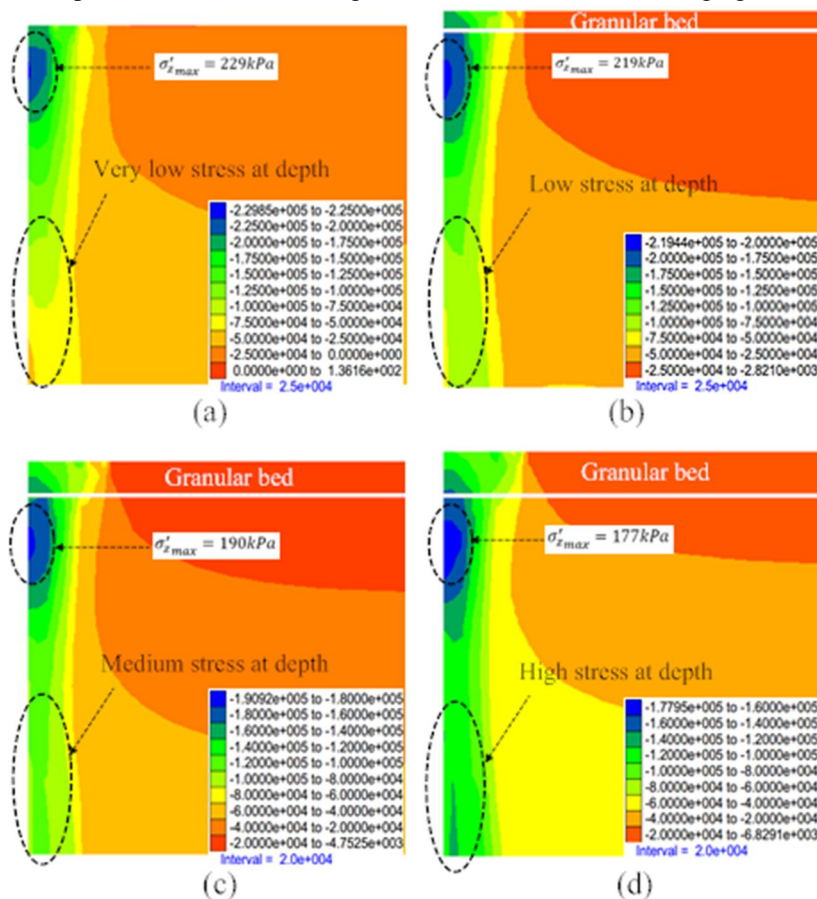 σ′z max = 229kPa
Very low stress at depth
-2.2985e+005 to -2.2500e+005
-2.2500e+005 to -2.0000e+005
-2.0000e+005 to -1.7500e+005
-1.7500e+005 to -1.5000e+005
-1.5000e+005 to -1.2500e+005
-1.2500e+005 to -1.0000e+005
-1.0000e+005 to -7.5000e+004
-7.5000e+004 to -5.0000e+004
-5.0000e+004 to -2.5000e+004
-2.5000e+004 to 0.0000e+000
0.0000e+000 to 1.3616e+002
Interval = 2.5e+004
(a)
Granular bed
σ′z max = 219kPa
Low stress at depth
-2.1944e+005 to -2.0000e+005
-2.0000e+005 to -1.7500e+005
-1.7500e+005 to -1.5000e+005
-1.5000e+005 to -1.2500e+005
-1.2500e+005 to -1.0000e+005
-1.0000e+005 to -7.5000e+004
-7.5000e+004 to -5.0000e+004
-5.0000e+004 to -2.5000e+004
-2.5000e+004 to -2.8210e+003
Interval = 2.5e+004
(b)
Granular bed
σ′z max = 190kPa
Medium stress at depth
-1.9092e+005 to -1.8000e+005
-1.8000e+005 to -1.6000e+005
-1.6000e+005 to -1.4000e+005
-1.4000e+005 to -1.2000e+005
-1.2000e+005 to -1.0000e+005
-1.0000e+005 to -8.0000e+004
-8.0000e+004 to -6.0000e+004
-6.0000e+004 to -4.0000e+004
-4.0000e+004 to -2.0000e+004
-2.0000e+004 to -4.7525e+003
Interval = 2.0e+004
(c)
Granular bed
σ′z max = 177kPa
High stress at depth
-1.7795e+005 to -1.6000e+005
-1.6000e+005 to -1.4000e+005
-1.4000e+005 to -1.2000e+005
-1.2000e+005 to -1.0000e+005
-1.0000e+005 to -8.0000e+004
-8.0000e+004 to -6.0000e+004
-6.0000e+004 to -4.0000e+004
-4.0000e+004 to -2.0000e+004
-2.0000e+004 to -6.8291e+003
Interval = 2.0e+004
(d)